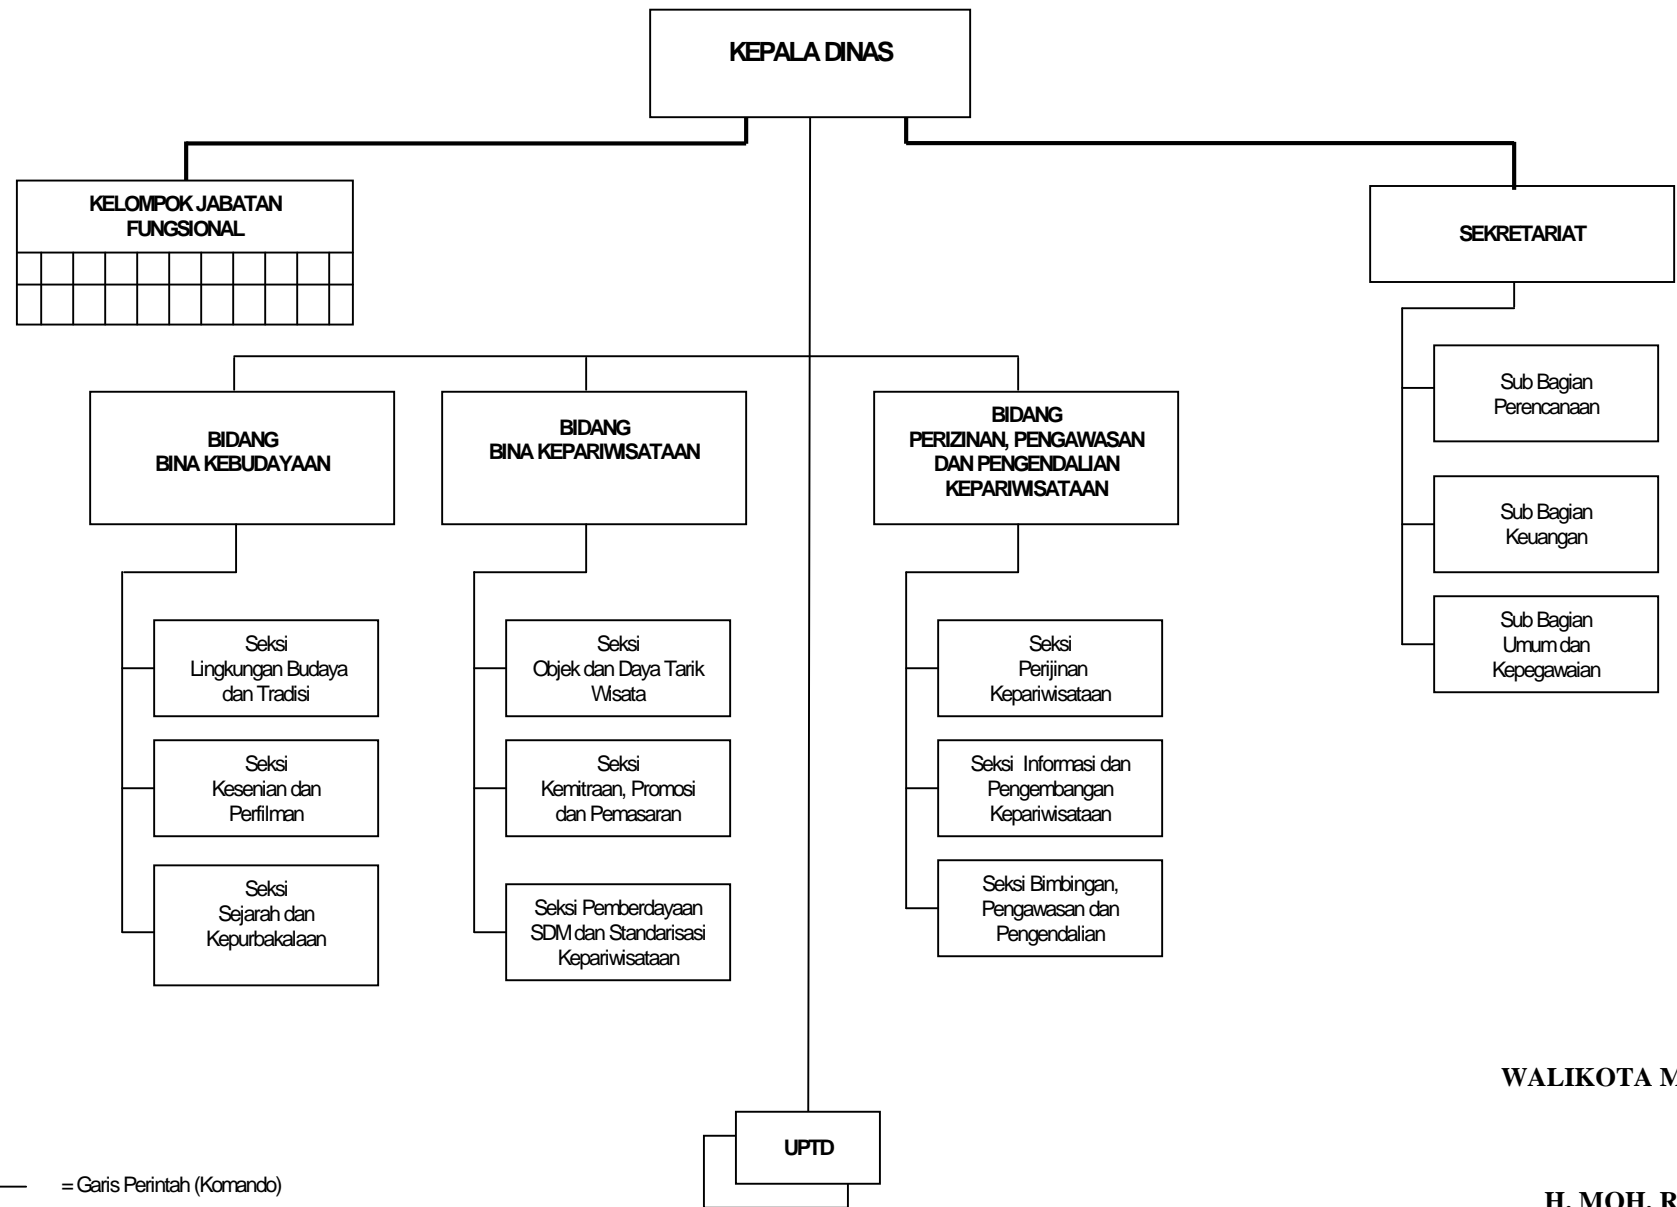 KEPALA DINAS
KELOMPOK JABATAN
FUNGSIONAL
SEKRETARIAT
Sub Bagian
Perencanaan
Sub Bagian
Keuangan
Sub Bagian
Umum dan
Kepegawaian
BIDANG
BINA KEBUDAYAAN
BIDANG
BINA KEPARIWISATAAN
BIDANG
PERIZINAN, PENGAWASAN
DAN PENGENDALIAN
KEPARIWISATAAN
Seksi
Lingkungan Budaya
dan Tradisi
Seksi
Kesenian dan
Perfilman
Seksi
Sejarah dan
Kepurbakalaan
Seksi
Objek dan Daya Tarik
Wisata
Seksi
Kemitraan, Promosi
dan Pemasaran
Seksi Pemberdayaan
SDM dan Standarisasi
Kepariwisataan
Seksi
Perijinan
Kepariwisataan
Seksi Informasi dan
Pengembangan
Kepariwisataan
Seksi Bimbingan,
Pengawasan dan
Pengendalian
UPTD
WALIKOTA M
= Garis Perintah (Komando)
H. MOH. R